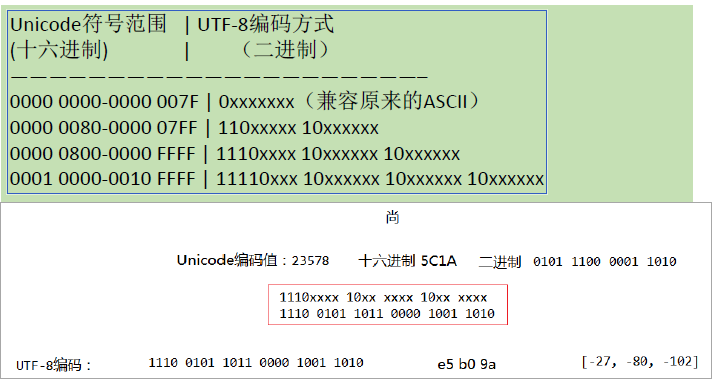 Unicode符号范围 | UTF-8编码方式
(十六进制) | （二进制）
—————————————————————–
0000 0000-0000 007F | 0xxxxxxx（兼容原来的ASCII）
0000 0080-0000 07FF | 110xxxxx 10xxxxxx
0000 0800-0000 FFFF | 1110xxxx 10xxxxxx 10xxxxxx
0001 0000-0010 FFFF | 11110xxx 10xxxxxx 10xxxxxx 10xxxxxx
尚
Unicode编码值：23578 十六进制 5C1A 二进制 0101 1100 0001 1010
1110xxxx 10xx xxxx 10xx xxxx
1110 0101 1011 0000 1001 1010
UTF-8编码： 1110 0101 1011 0000 1001 1010 e5 b0 9a [-27, -80, -102]